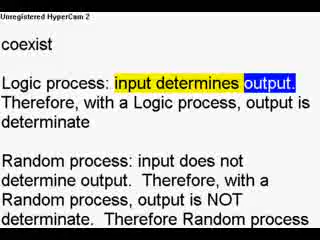 Unregistered HyperCam 2
coexist
Logic process: input determines output.
Therefore, with a Logic process, output is
determinate
Random process: input does not
determine output.  Therefore, with a
Random process, output is NOT
determinate.  Therefore Random process